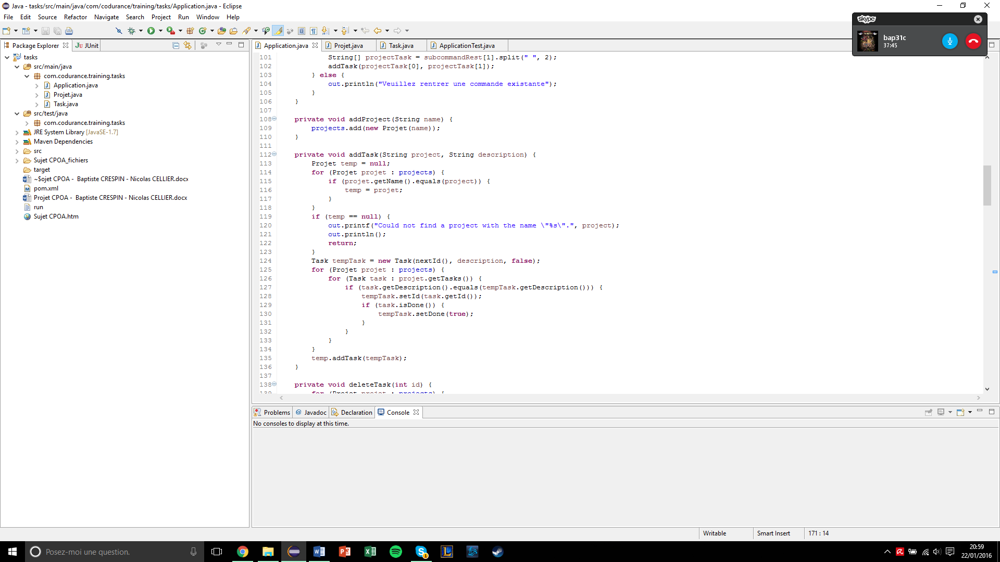 Java - tasks/src/main/java/com/codurance/training/tasks/Application.java - Eclipse
File Edit Source Refactor Navigate Search Project Run Window Help
skype
bap31c
37:45
Package Explorer JUnit
tasks
src/main/java
com.codurance.training.tasks
Application.java
Projet.java
Task.java
src/test/java
com.codurance.training.tasks
JRE System Library [JavaSE-1.7]
Maven Dependencies
src
Sujet CPOA_fichiers
target
~$ojet CPOA - Baptiste CRESPIN - Nicolas CELLIER.docx
pom.xml
Projet CPOA - Baptiste CRESPIN - Nicolas CELLIER.docx
run
Sujet CPOA.htm
Application.java Projet.java Task.java ApplicationTest.java
101 String[] projectTask = subcommandRest[1].split(" ", 2);
102 addTask(projectTask[0], projectTask[1]);
103 } else {
104 out.println("Veuillez rentrer une commande existante");
105 }
106 }
107
108 private void addProject(String name) {
109 projects.add(new Projet(name));
110 }
111
112 private void addTask(String project, String description) {
113 Projet temp = null;
114 for (Projet projet : projects) {
115 if (projet.getName().equals(project)) {
116 temp = projet;
117 }
118 }
119 if (temp == null) {
120 out.printf("Could not find a project with the name \"%s\".", project);
121 out.println();
122 return;
123 }
124 Task tempTask = new Task(nextId(), description, false);
125 for (Projet projet : projects) {
126 for (Task task : projet.getTasks()) {
127 if (task.getDescription().equals(tempTask.getDescription())) {
128 tempTask.setId(task.getId());
129 if (task.isDone()) {
130 tempTask.setDone(true);
131 }
132 }
133 }
134 }
135 temp.addTask(tempTask);
136 }
137
138 private void deleteTask(int id) {
139 for (Projet projet : projects) {
Problems Javadoc Declaration Console
No consoles to display at this time.
Writable Smart Insert 171 : 14
Posez-moi une question.
20:59
22/01/2016